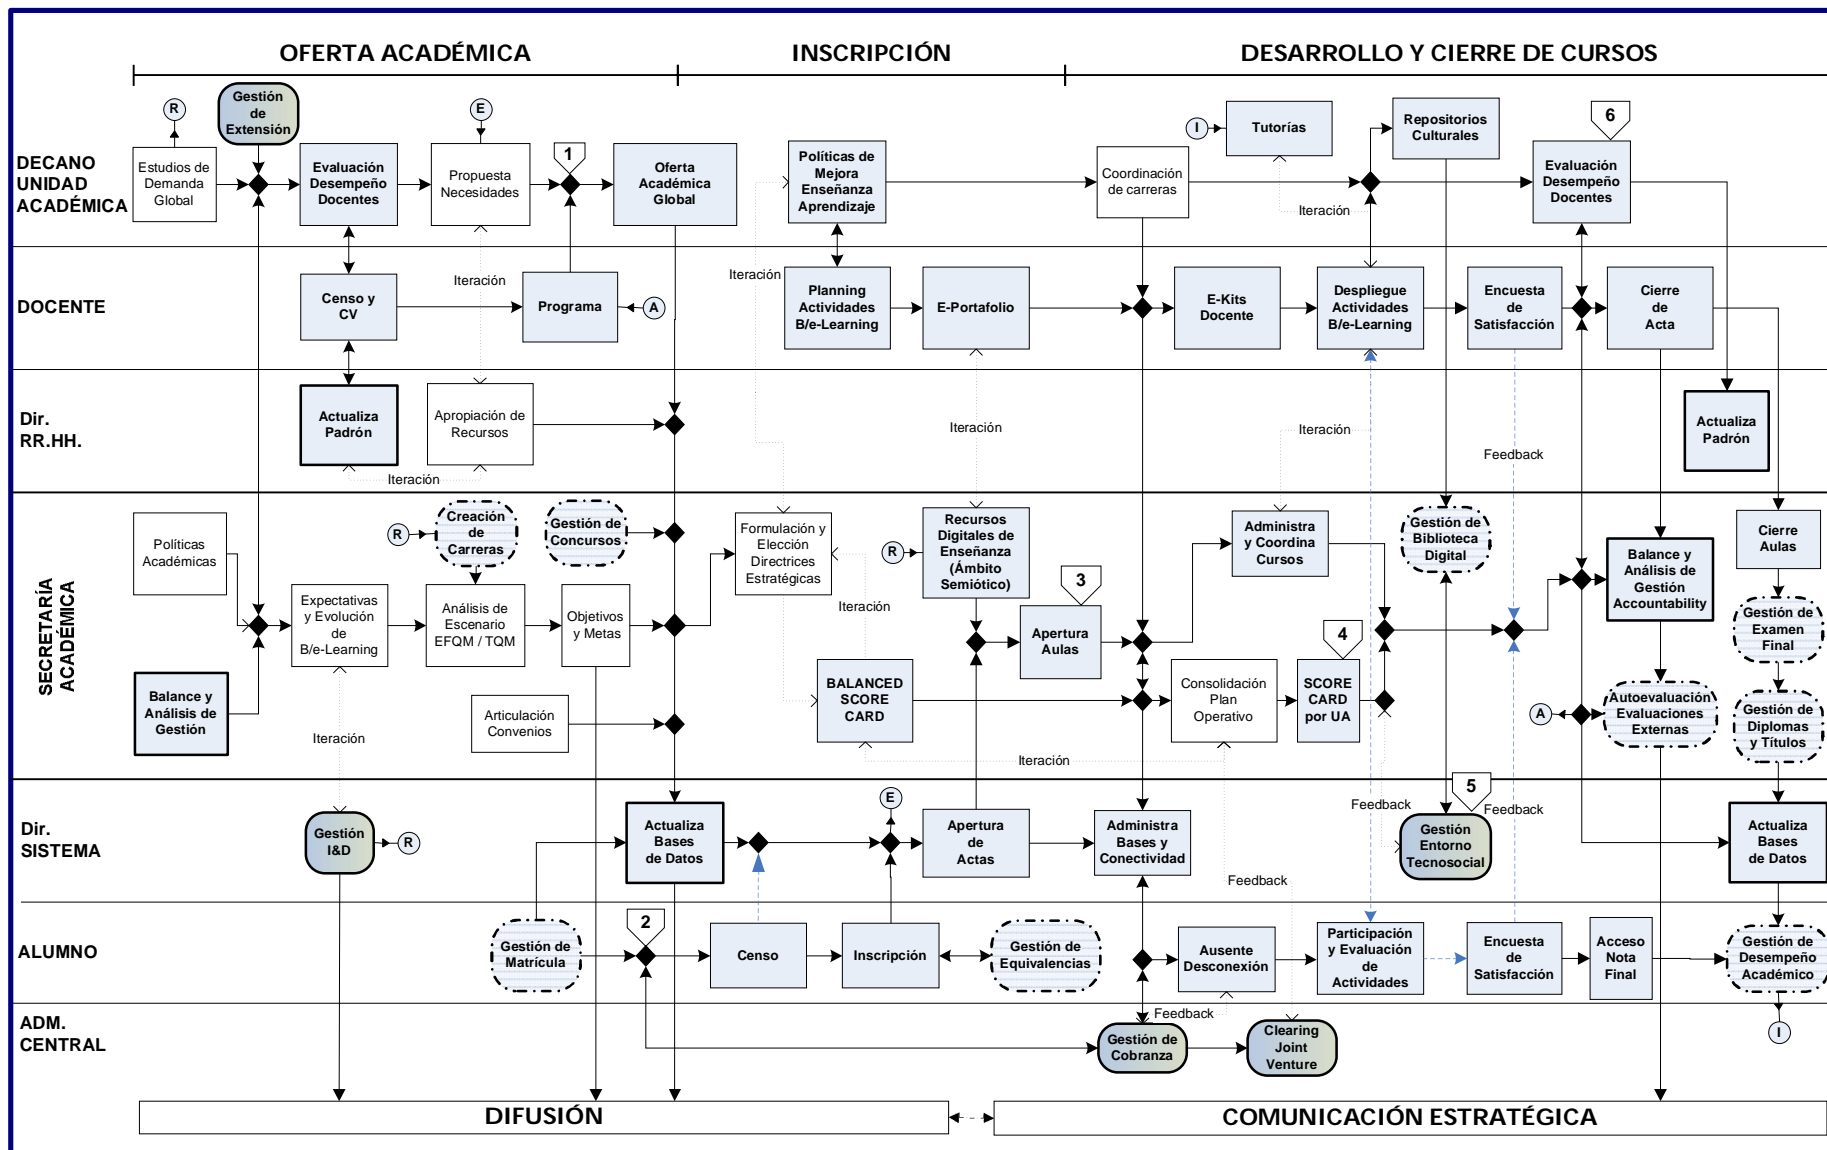 OFERTA ACADÉMICA
INSCRIPCIÓN
DESARROLLO Y CIERRE DE CURSOS
DECANO
UNIDAD
ACADÉMICA
R
Gestión
de
Extensión
E
1
Estudios de
Demanda
Global
Evaluación
Desempeño
Docentes
Propuesta
Necesidades
Oferta
Académica
Global
Políticas de
Mejora
Enseñanza
Aprendizaje
Coordinación
de carreras
I
Tutorías
Iteración
Repositorios
Culturales
6
Evaluación
Desempeño
Docentes
DOCENTE
Censo y
CV
Iteración
Programa
A
Iteración
Planning
Actividades
B/e-Learning
E-Portafolio
E-Kits
Docente
Despliegue
Actividades
B/e-Learning
Encuesta
de
Satisfacción
Cierre
de
Acta
Dir.
RR.HH.
Actualiza
Padrón
Apropiación de
Recursos
Iteración
Iteración
Iteración
Feedback
Actualiza
Padrón
SECRETARÍA
ACADÉMICA
Políticas
Académicas
R
Creación
de
Carreras
Gestión de
Concursos
Expectativas
y Evolución
de
B/e-Learning
Análisis de
Escenario
EFQM / TQM
Objetivos
y Metas
Balance y
Análisis de
Gestión
Articulación
Convenios
Iteración
Formulación y
Elección
Directrices
Estratégicas
R
Recursos
Digitales de
Enseñanza
(Ámbito
Semiótico)
Iteración
3
Apertura
Aulas
BALANCED
SCORE
CARD
Iteración
Administra
y Coordina
Cursos
Consolidación
Plan
Operativo
4
SCORE
CARD
por UA
Gestión de
Biblioteca
Digital
Balance y
Análisis de
Gestión
Accountability
A
Autoevaluación
Evaluaciones
Externas
Cierre
Aulas
Gestión de
Examen
Final
Gestión de
Diplomas
y Títulos
Dir.
SISTEMA
Gestión
I&D
R
Actualiza
Bases
de Datos
E
Apertura
de
Actas
Administra
Bases y
Conectividad
Feedback
Feedback
5
Feedback
Gestión
Entorno
Tecnosocial
Actualiza
Bases
de Datos
ALUMNO
Gestión de
Matrícula
2
Censo
Inscripción
Gestión de
Equivalencias
Ausente
Desconexión
Participación
y Evaluación
de
Actividades
Encuesta
de
Satisfacción
Acceso
Nota
Final
Gestión de
Desempeño
Académico
ADM.
CENTRAL
Feedback
Gestión de
Cobranza
Clearing
Joint
Venture
I
DIFUSIÓN
COMUNICACIÓN ESTRATÉGICA